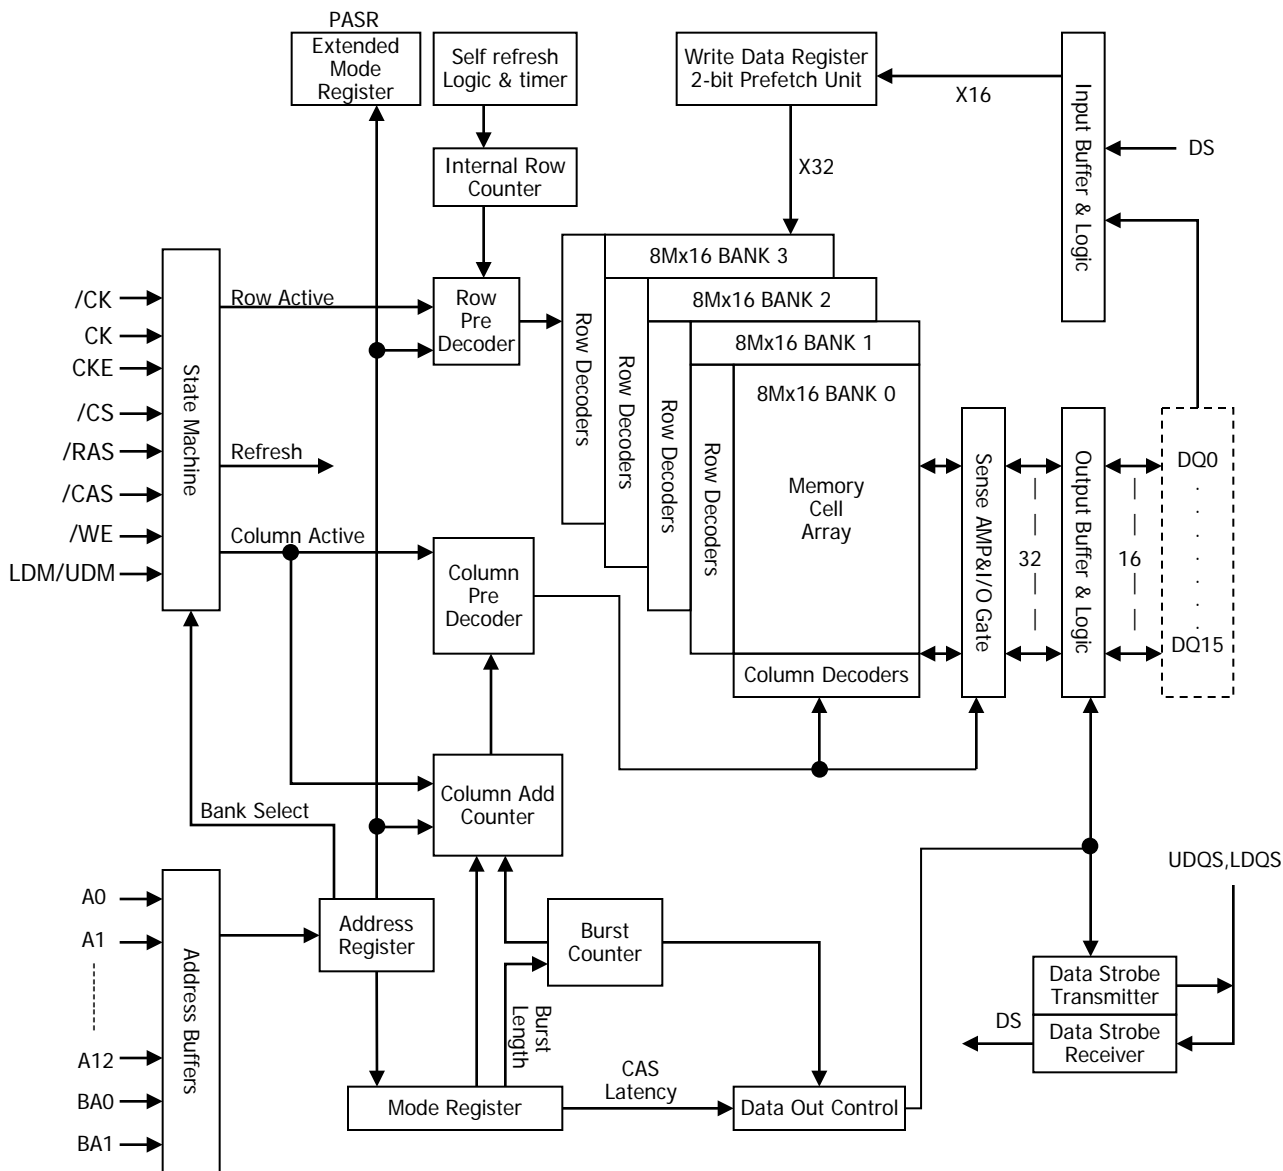 PASR
Extended
Mode
Register
Self refresh
Logic & timer
Write Data Register
2-bit Prefetch Unit
X16
Input Buffer & Logic
DS
Internal Row
Counter
X32
8Mx16 BANK 3
8Mx16 BANK 2
8Mx16 BANK 1
8Mx16 BANK 0
Row Decoders
Row Decoders
Row Decoders
Row Decoders
Memory
Cell
Array
Column Decoders
/CK
CK
CKE
/CS
/RAS
/CAS
/WE
LDM/UDM
State Machine
Row Active
Refresh
Column Active
Row
Pre
Decoder
Column
Pre
Decoder
Sense AMP&I/O Gate
32
Output Buffer & Logic
16
DQ0
DQ15
Bank Select
Column Add
Counter
A0
A1
A12
BA0
BA1
Address Buffers
Address
Register
Burst
Counter
Burst
Length
Mode Register
CAS
Latency
Data Out Control
UDQS,LDQS
Data Strobe
Transmitter
DS
Data Strobe
Receiver